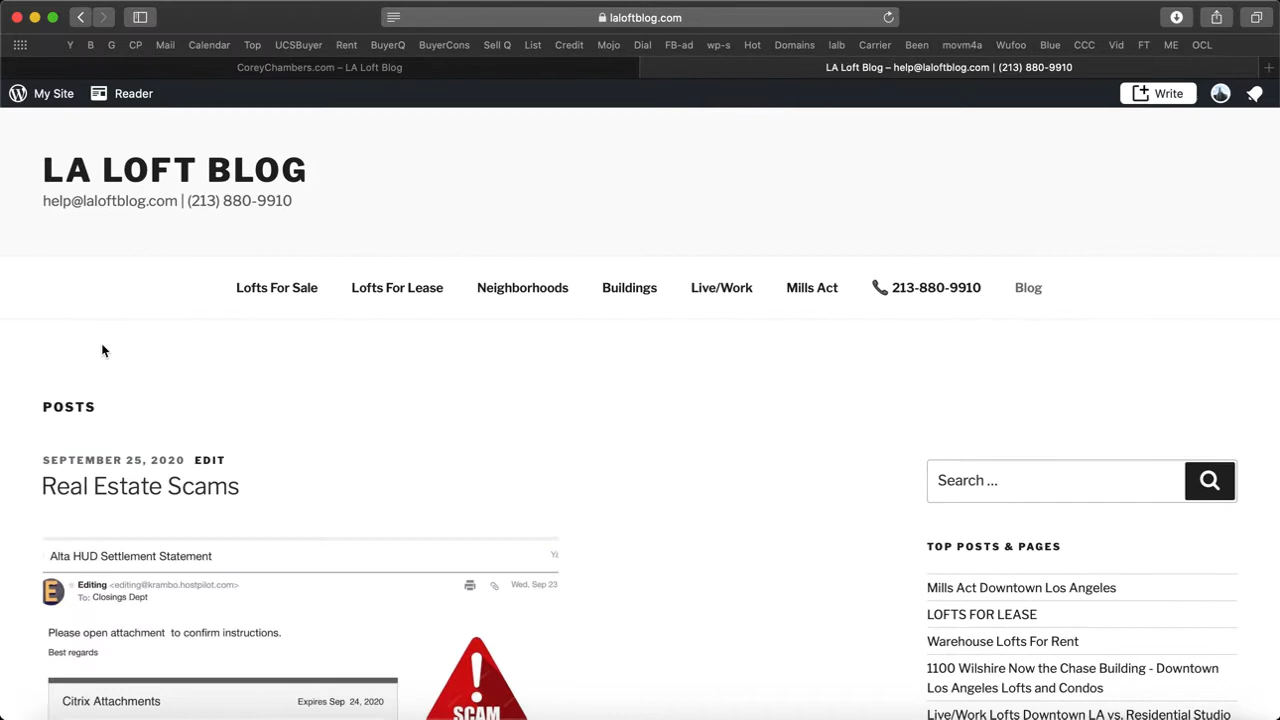 laloftblog.com
Y B G CP Mail Calendar Top UCSBuyer Rent BuyerQ BuyerCons Sell Q List Credit Mojo Dial FB-ad wp-s Hot Domains lalb Carrier Been movm4a Wufoo Blue CCC Vid FT ME OCL
CoreyChambers.com – LA Loft Blog
LA Loft Blog – help@laloftblog.com | (213) 880-9910
My Site Reader Write
LA LOFT BLOG
help@laloftblog.com | (213) 880-9910
Lofts For Sale Lofts For Lease Neighborhoods Buildings Live/Work Mills Act 213-880-9910 Blog
POSTS
SEPTEMBER 25, 2020 EDIT
Real Estate Scams
Alta HUD Settlement Statement
Editing <editing@krambo.hostpilot.com> Wed, Sep 23
To: Closings Dept
Please open attachment to confirm instructions.
Best regards
Citrix Attachments Expires Sep 24, 2020
SCAM
Search ...
TOP POSTS & PAGES
Mills Act Downtown Los Angeles
LOFTS FOR LEASE
Warehouse Lofts For Rent
1100 Wilshire Now the Chase Building - Downtown
Los Angeles Lofts and Condos
Live/Work Lofts Downtown LA vs. Residential Studio